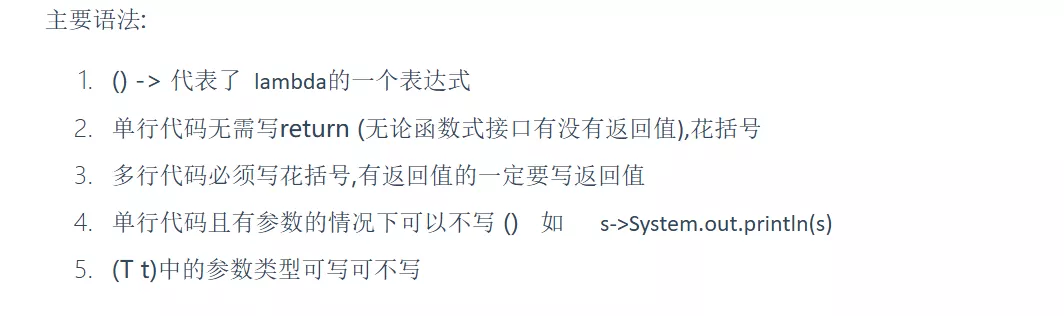 主要语法:
1. () -> 代表了 lambda的一个表达式
2. 单行代码无需写return (无论函数式接口有没有返回值),花括号
3. 多行代码必须写花括号,有返回值的一定要写返回值
4. 单行代码且有参数的情况下可以不写 () 如 s->System.out.println(s)
5. (T t)中的参数类型可写可不写